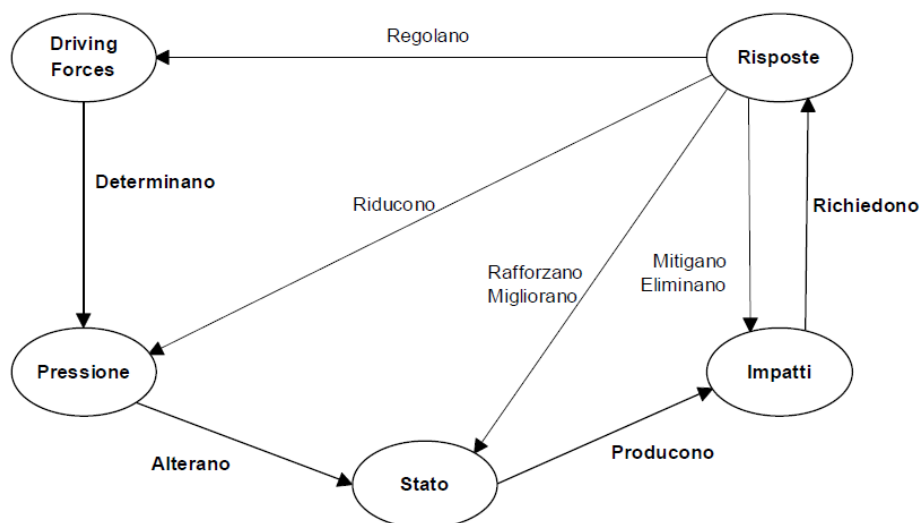 Driving
Forces
Regolano
Risposte
Determinano
Riducono
Richiedono
Rafforzano
Migliorano
Mitigano
Eliminano
Pressione
Impatti
Alterano
Stato
Producono